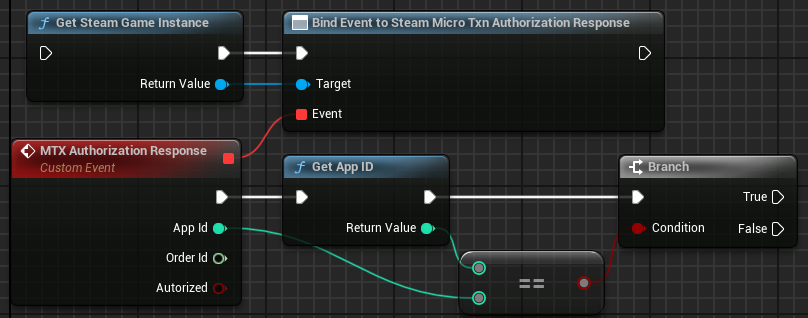 Get Steam Game Instance
Bind Event to Steam Micro Txn Authorization Response
Return Value
Target
Event
MTX Authorization Response
Custom Event
Get App ID
Branch
True
App Id
Return Value
Condition
False
Order Id
Autorized
==